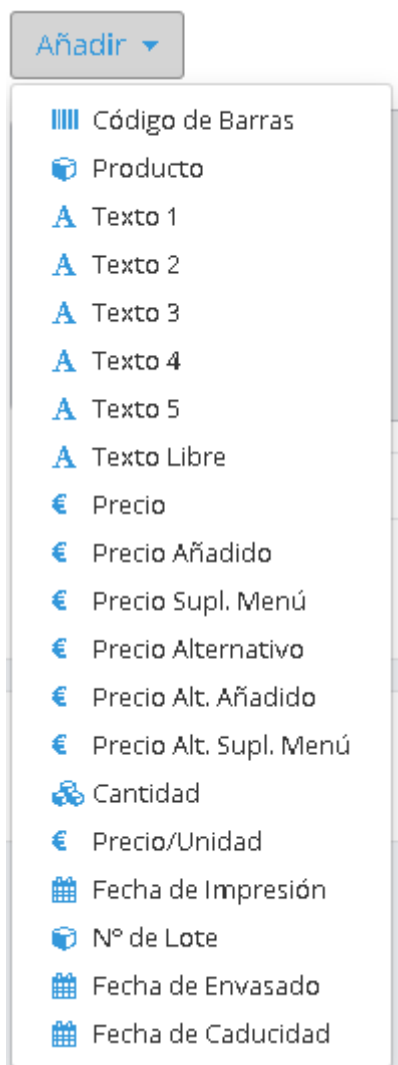 Añadir
Código de Barras
Producto
Texto 1
Texto 2
Texto 3
Texto 4
Texto 5
Texto Libre
Precio
Precio Añadido
Precio Supl. Menú
Precio Alternativo
Precio Alt. Añadido
Precio Alt. Supl. Menú
Cantidad
Precio/Unidad
Fecha de Impresión
Nº de Lote
Fecha de Envasado
Fecha de Caducidad